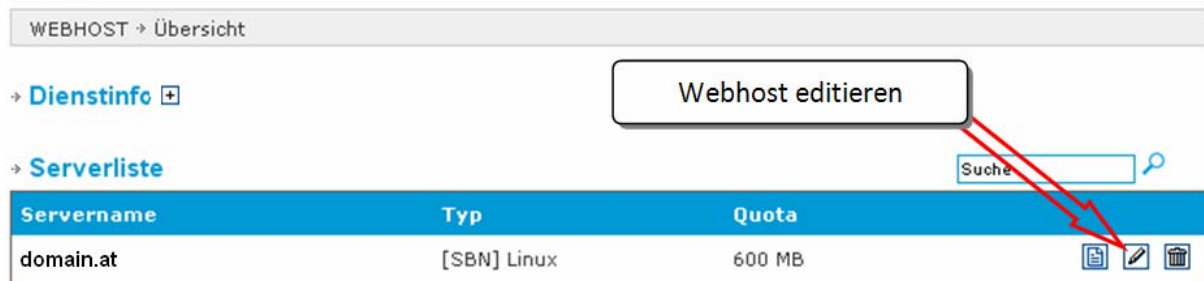 WEBHOST → Übersicht
→ Dienstinfo
Webhost editieren
→ Serverliste
Suche
Servername Typ Quota
domain.at [SBN] Linux 600 MB